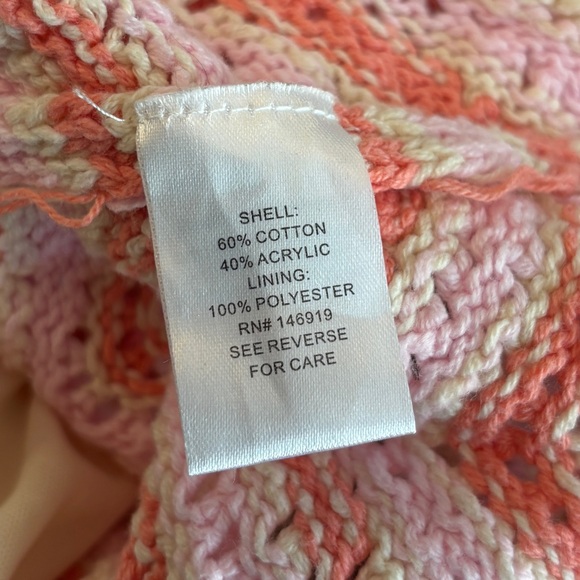 SHELL:
60% COTTON
40% ACRYLIC
LINING:
100% POLYESTER
RN# 146919
SEE REVERSE
FOR CARE